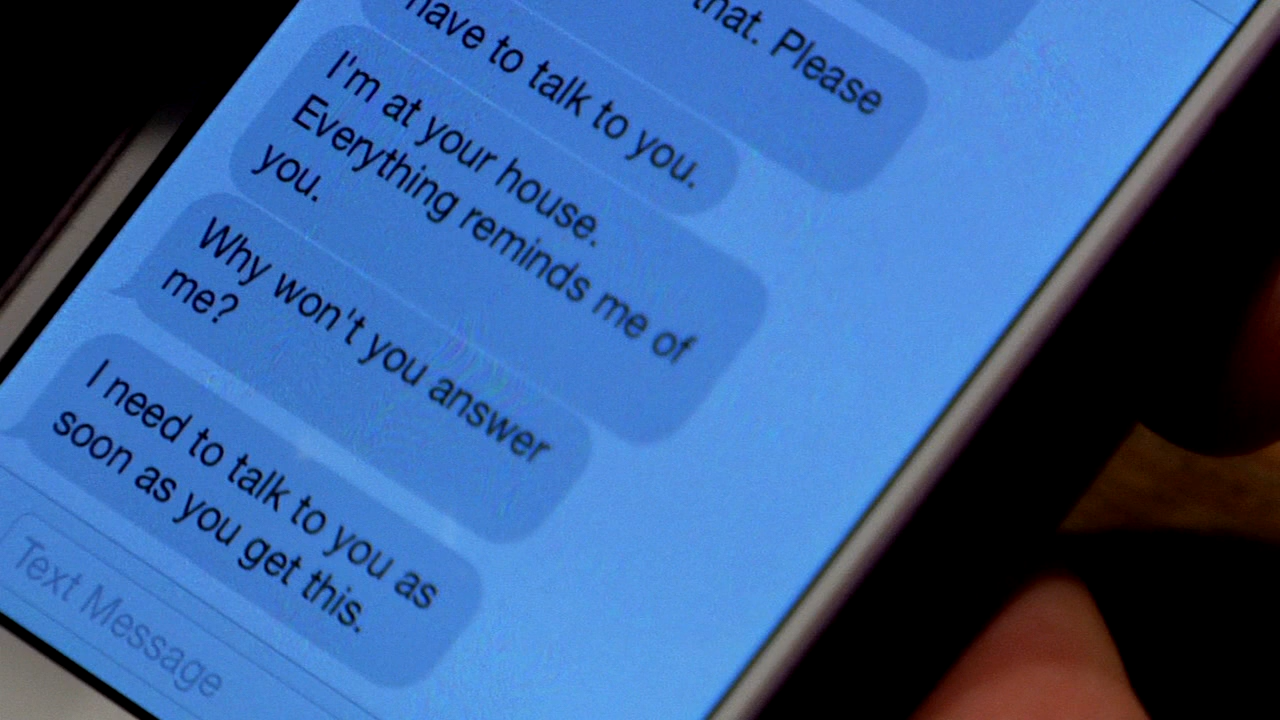 that. Please
have to talk to you.
I'm at your house.
Everything reminds me of
you.
Why won't you answer
me?
I need to talk to you as
soon as you get this.
Text Message